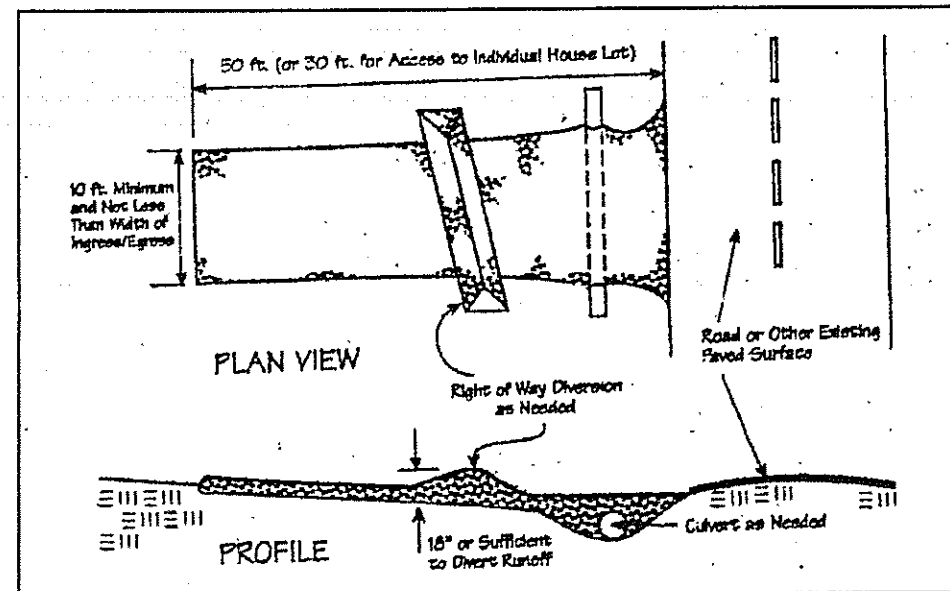 50 ft. (or 30 ft. for Access to Individual House Lot)
10 ft. Minimum
and Not Less
Than Width of
Ingress/Egress
PLAN VIEW
Road or Other Existing
Paved Surface
Right of Way Diversion
as Needed
Culvert as Needed
18" or Sufficient
to Divert Runoff
PROFILE